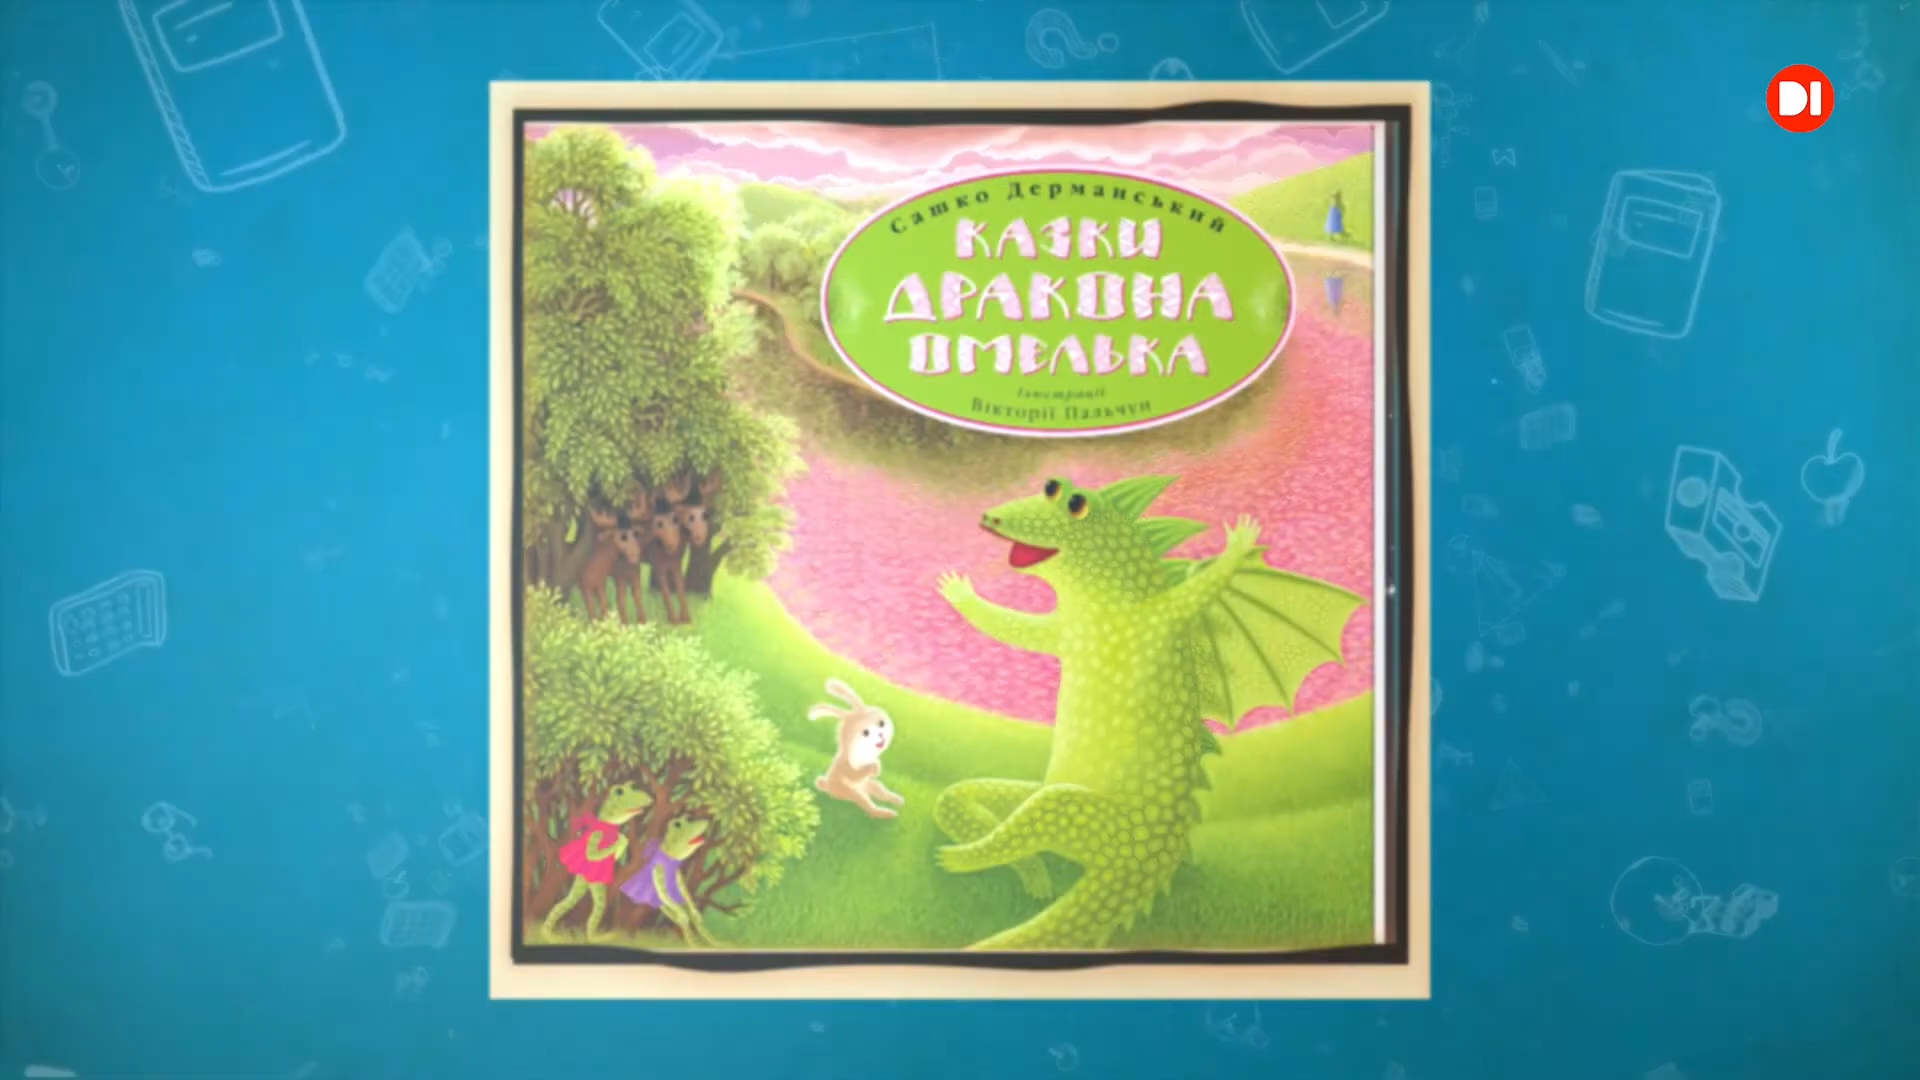 DI
Сашко Дерманський
КАЗКИ
ДРАКОНА
ОМЕЛЬКА
Ілюстрації
Вікторії Пальчун